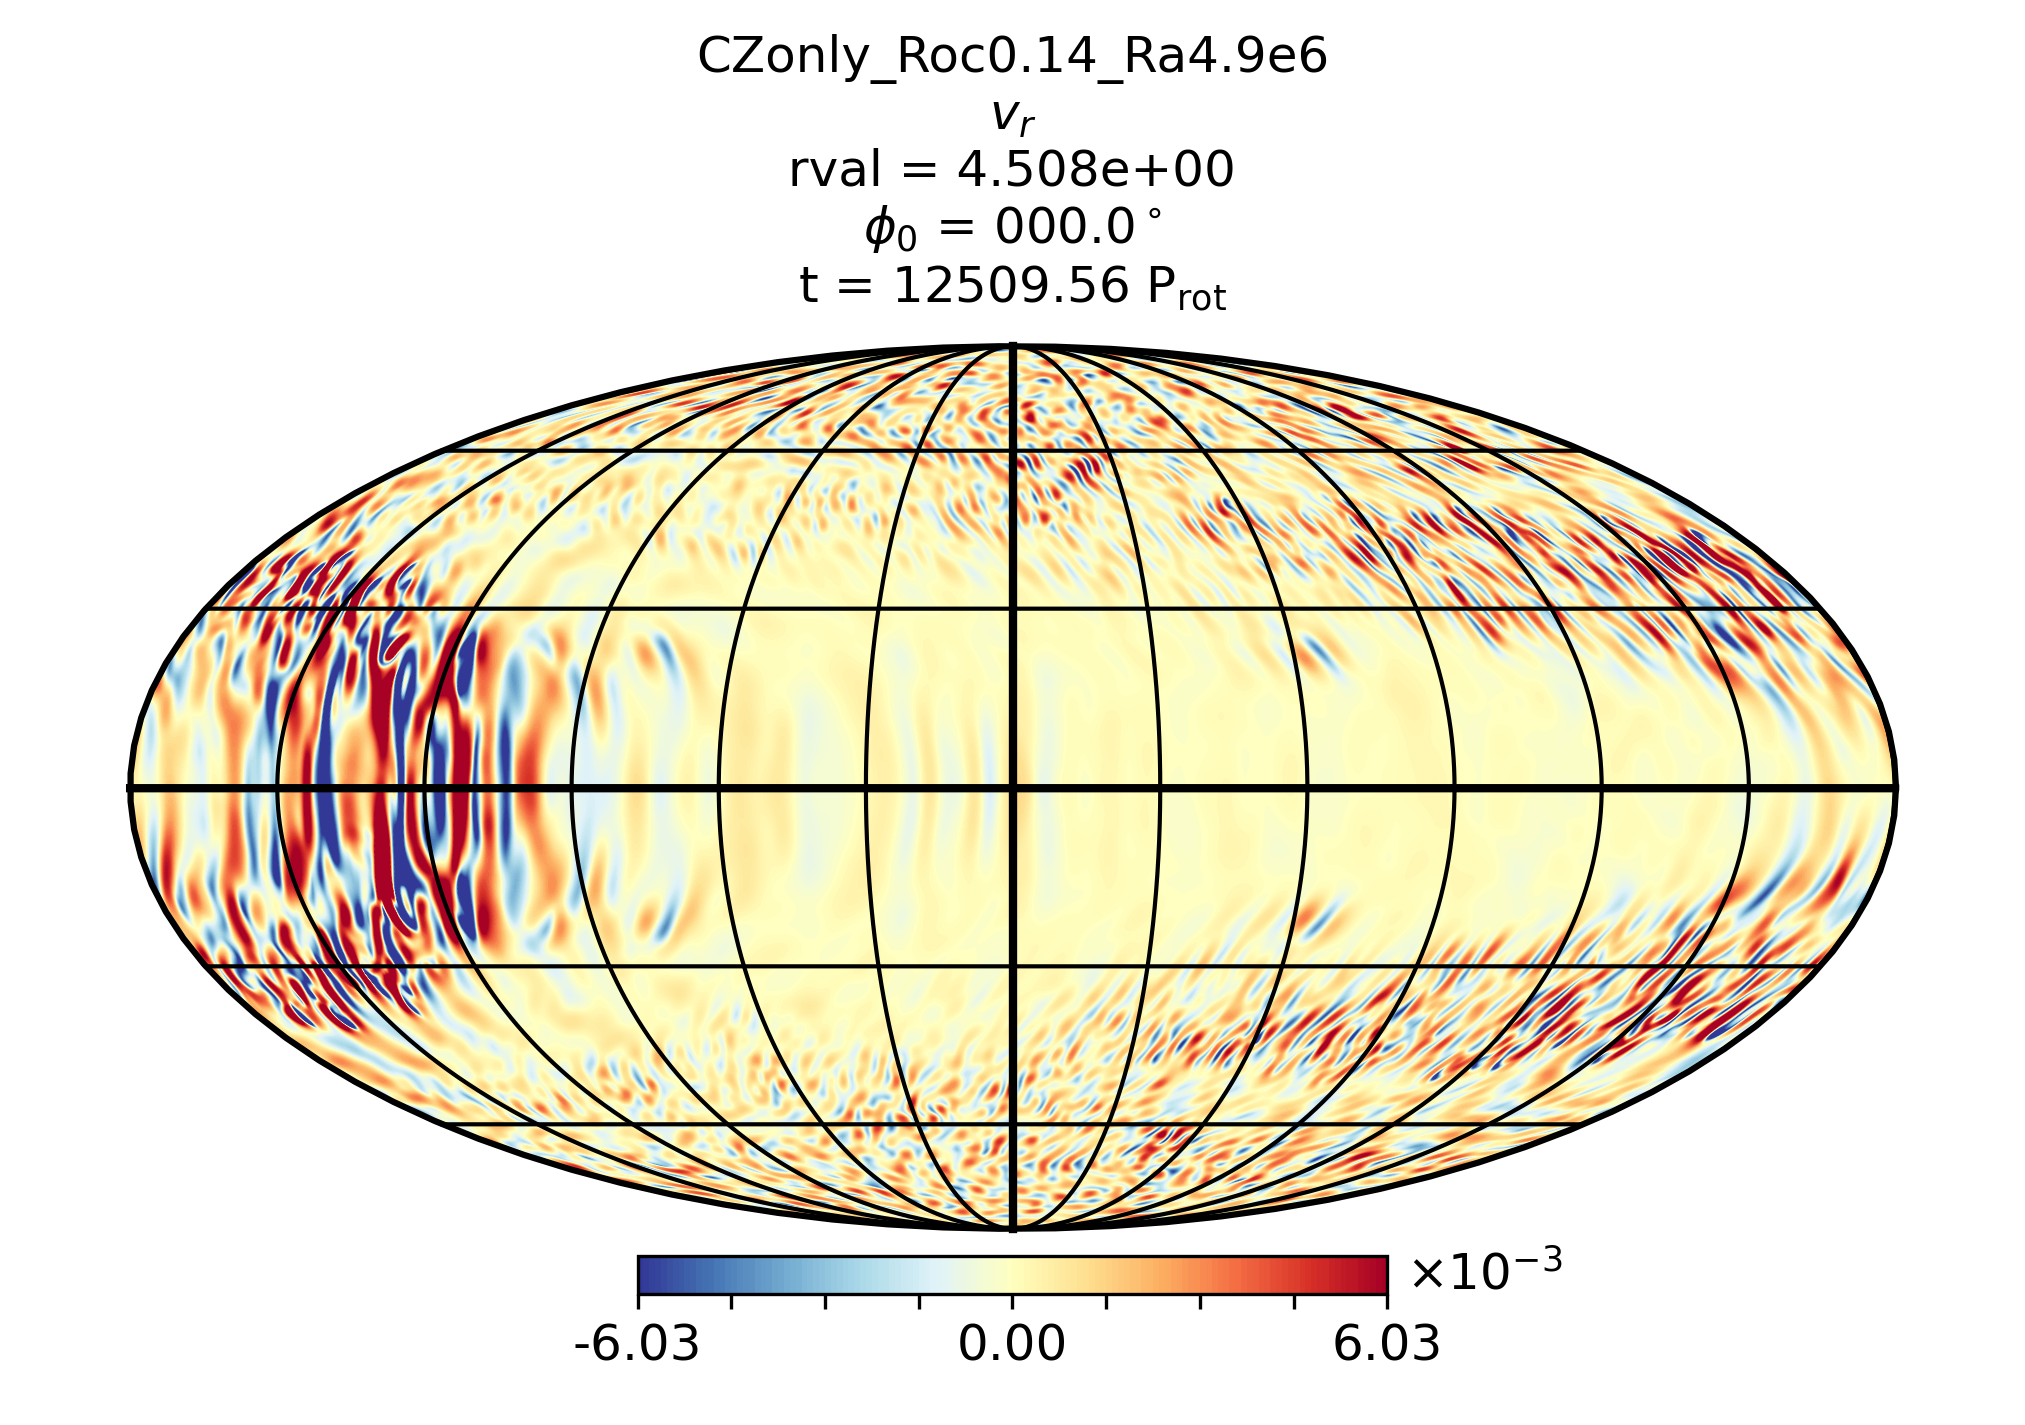 CZonly_Roc0.14_Ra4.9e6
v_r
rval = 4.508e+00
ϕ₀ = 000.0°
t = 12509.56 P_rot
×10⁻³
-6.03 0.00 6.03